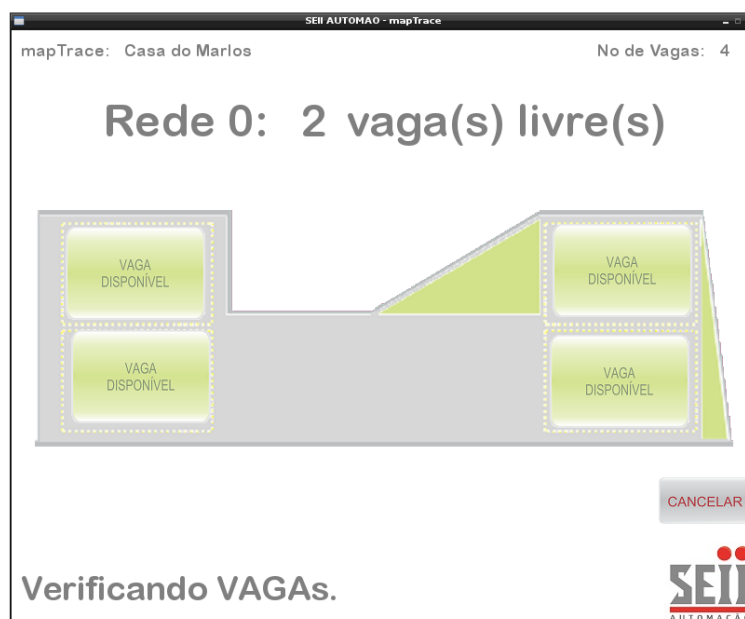 SEII AUTOMAO - mapTrace
mapTrace: Casa do Marlos
No de Vagas: 4
Rede 0: 2 vaga(s) livre(s)
VAGA
DISPONÍVEL
VAGA
DISPONÍVEL
VAGA
DISPONÍVEL
VAGA
DISPONÍVEL
CANCELAR
Verificando VAGAs.
SEII
AUTOMAÇÃO